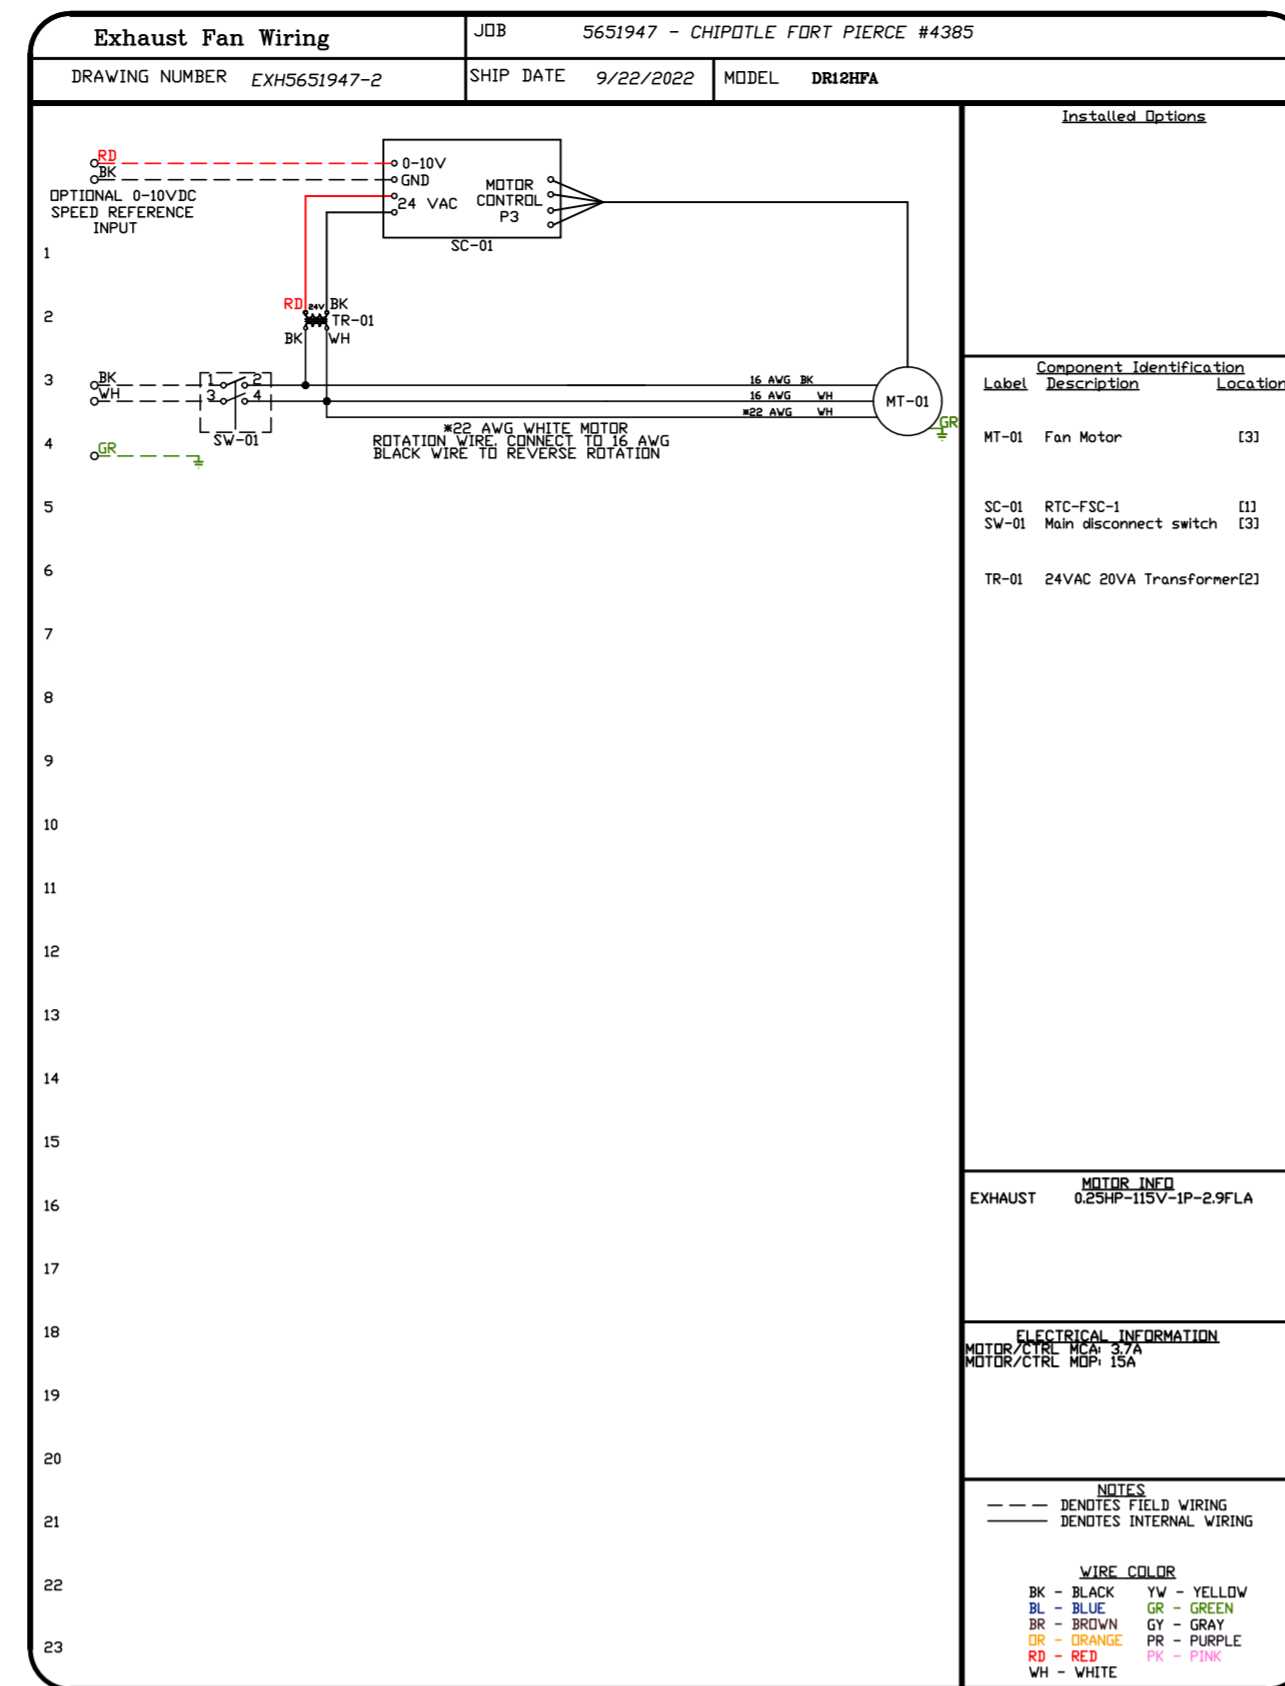 Exhaust Fan Wiring
JOB 5651947 - CHIPOTLE FORT PIERCE #4385
DRAWING NUMBER EXH5651947-2
SHIP DATE 9/22/2022
MODEL DR12HFA
RD
BK
OPTIONAL 0-10VDC
SPEED REFERENCE
INPUT
0-10V
GND
24 VAC
MOTOR
CONTROL
P3
SC-01
RD 24V BK
TR-01
BK WH
BK
WH
1 2
3 4
SW-01
GR
16 AWG BK
16 AWG WH
*22 AWG WH
MT-01
GR
*22 AWG WHITE MOTOR
ROTATION WIRE. CONNECT TO 16 AWG
BLACK WIRE TO REVERSE ROTATION
1
2
3
4
5
6
7
8
9
10
11
12
13
14
15
16
17
18
19
20
21
22
23
Installed Options
Component Identification
Label Description Location
MT-01 Fan Motor [3]
SC-01 RTC-FSC-1 [1]
SW-01 Main disconnect switch [3]
TR-01 24VAC 20VA Transformer[2]
MOTOR INFO
EXHAUST 0.25HP-115V-1P-2.9FLA
ELECTRICAL INFORMATION
MOTOR/CTRL MCA: 3.7A
MOTOR/CTRL MOP: 15A
NOTES
DENOTES FIELD WIRING
DENOTES INTERNAL WIRING
WIRE COLOR
BK - BLACK YW - YELLOW
BL - BLUE GR - GREEN
BR - BROWN GY - GRAY
OR - ORANGE PR - PURPLE
RD - RED PK - PINK
WH - WHITE